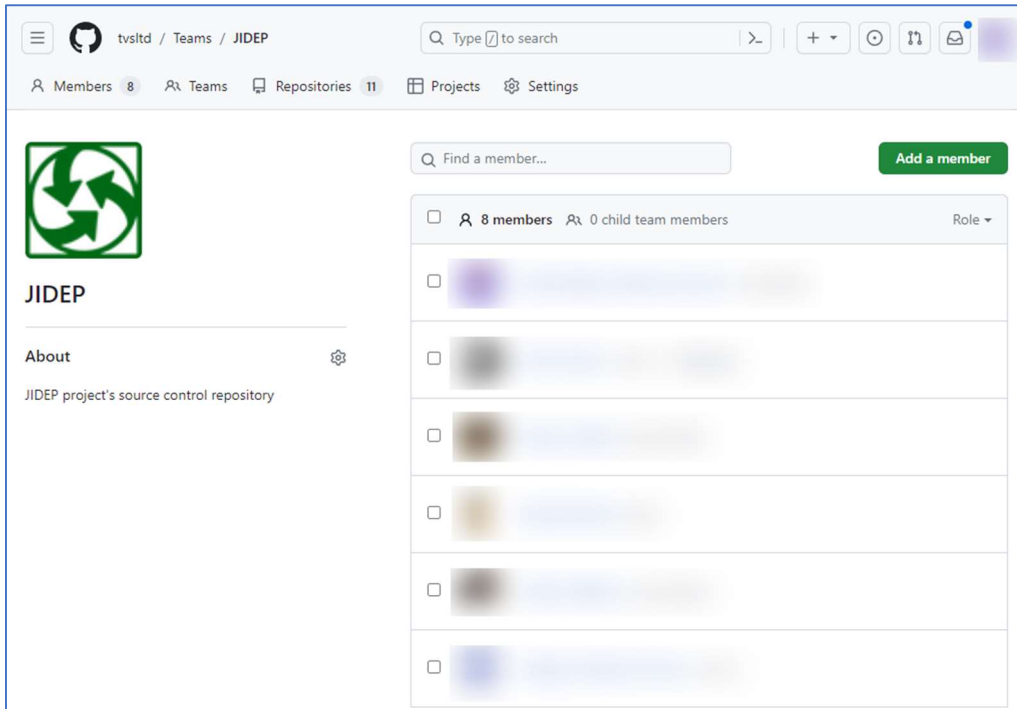 tvsltd / Teams / JIDEP
Type / to search
Members 8 Teams Repositories 11 Projects Settings
Find a member...
Add a member
8 members 0 child team members
Role
JIDEP
About
JIDEP project's source control repository